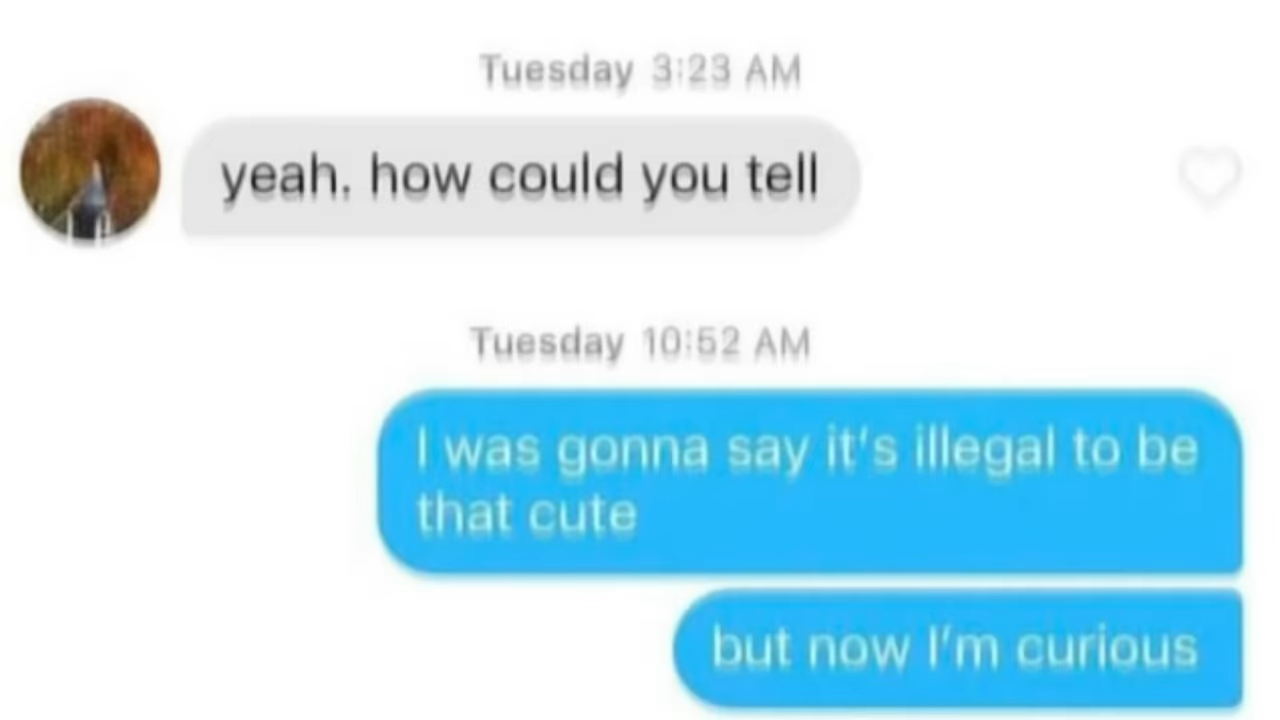 Tuesday 3:23 AM
yeah. how could you tell
Tuesday 10:52 AM
I was gonna say it's illegal to be
that cute
but now I'm curious